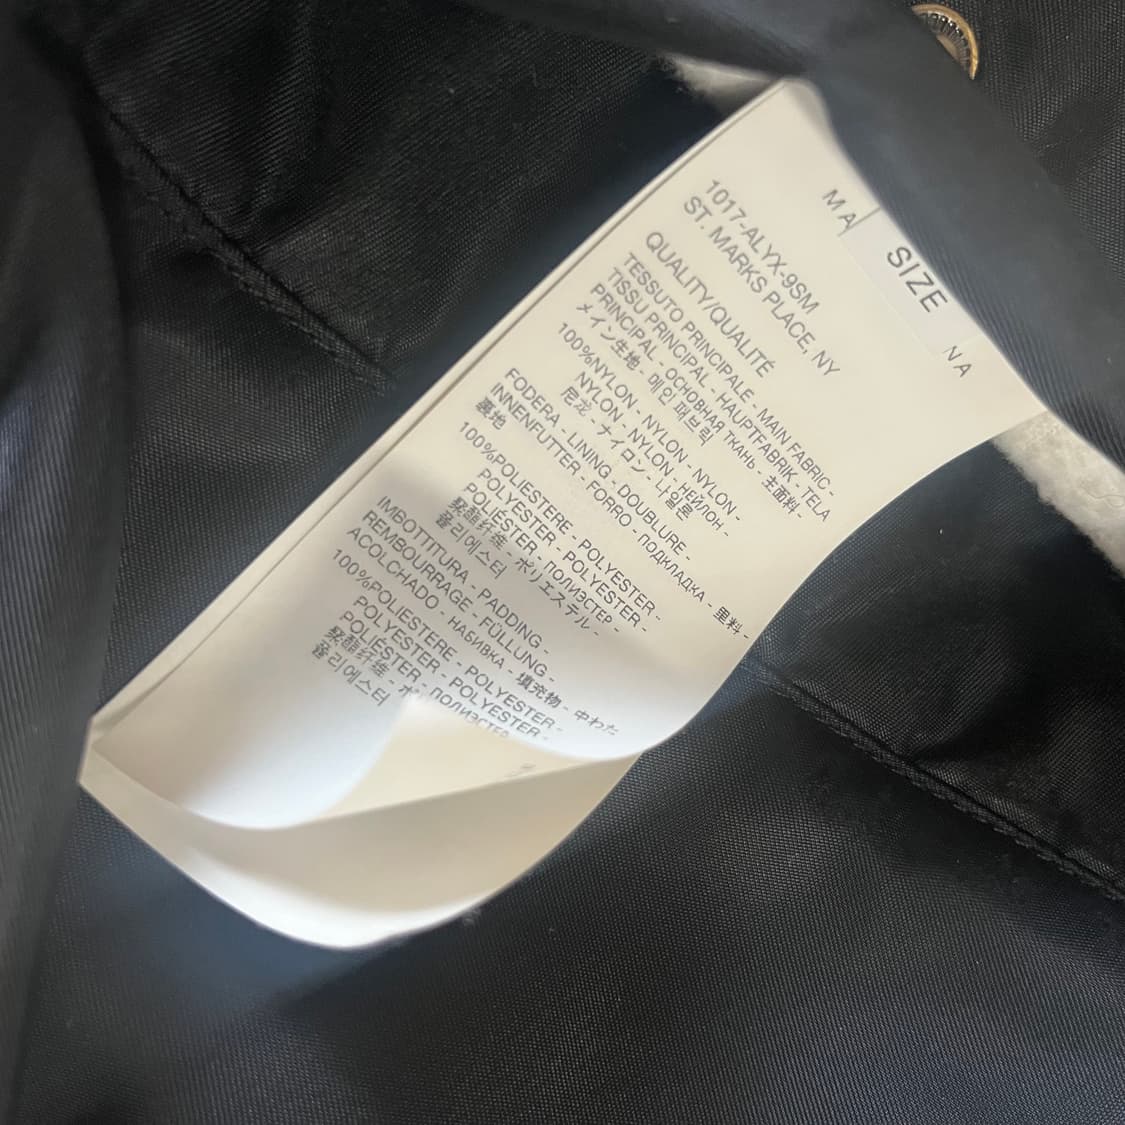 SIZE
1017-ALYX-9SM
ST. MARKS PLACE, NY
QUALITY/QUALITÉ
TESSUTO PRINCIPALE - MAIN FABRIC -
TISSU PRINCIPAL - HAUPTFABRIK - TELA
PRINCIPAL - ОСНОВНАЯ ТКАНЬ - 主面料 -
メイン生地 - 메인 패브릭
100%NYLON - NYLON - NYLON -
NYLON - NYLON - НЕЙЛОН -
尼龙 - ナイロン - 나일론
FODERA - LINING - DOUBLURE -
INNENFUTTER - FORRO - ПОДКЛАДКА - 里料 -
裏地
100%POLIESTERE - POLYESTER -
POLYESTER - POLYESTER -
POLIÉSTER - ПОЛИЭСТЕР -
聚酯纤维 - ポリエステル -
폴리에스터
IMBOTTITURA - PADDING -
REMBOURRAGE - FÜLLUNG -
ACOLCHADO - НАБИВКА - 填充物 - 中わた
100%POLIESTERE - POLYESTER -
POLYESTER - POLYESTER -
POLIÉSTER - ПОЛИЭСТЕР
聚酯纤维 -
폴리에스터